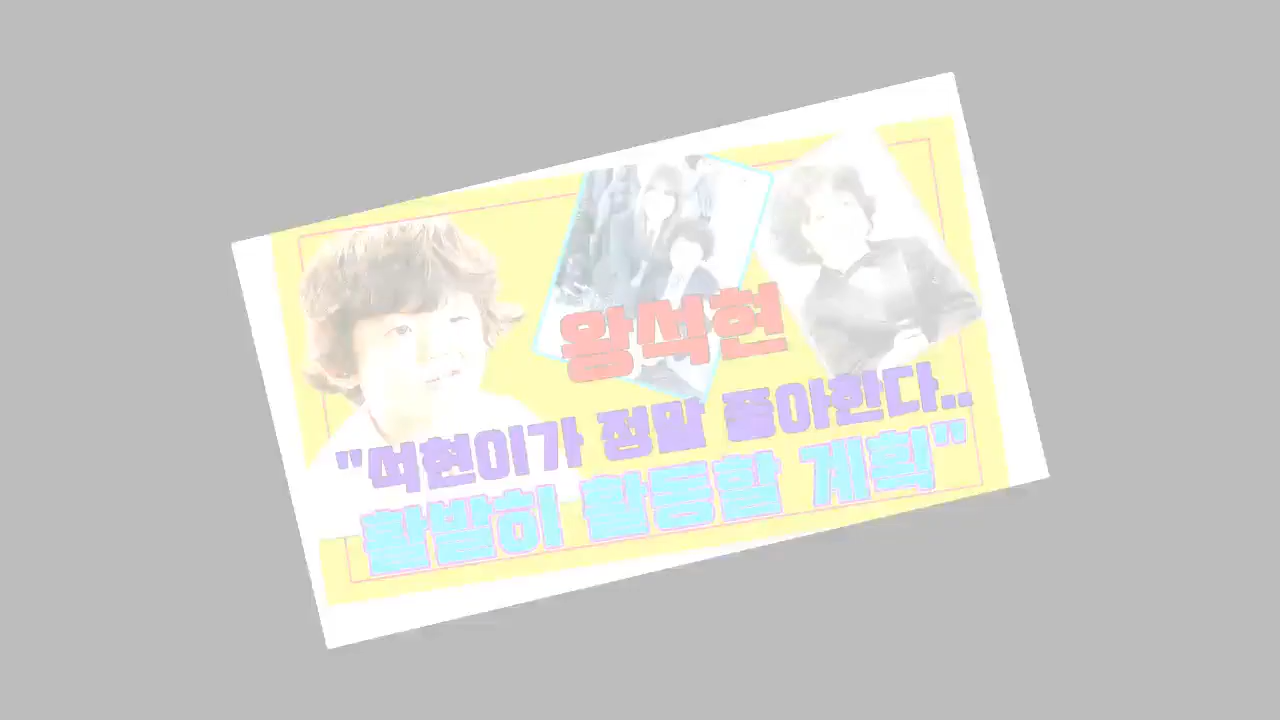 왕석현
"여현이가 정말 좋아한다..
활발히 활동할 계획"